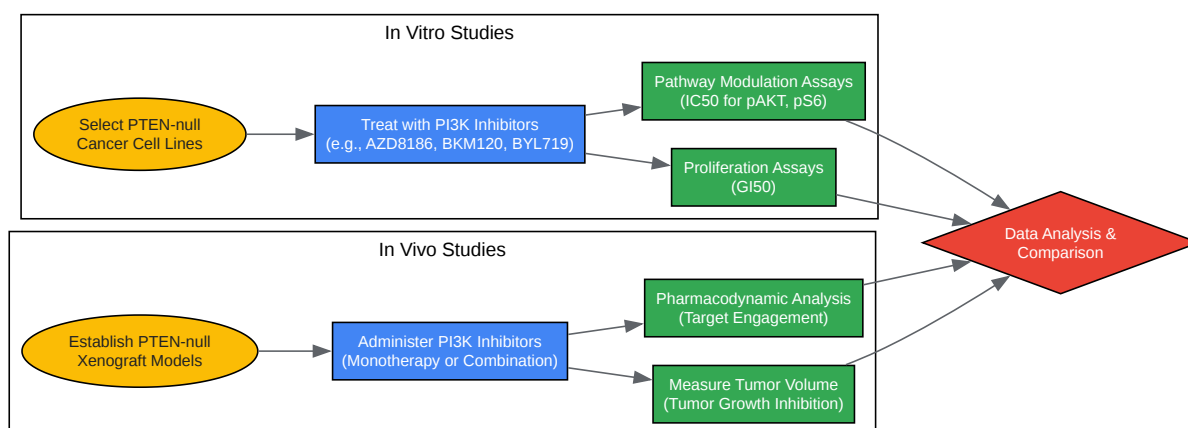 In Vitro Studies
Select PTEN-null
Cancer Cell Lines
Treat with PI3K Inhibitors
(e.g., AZD8186, BKM120, BYL719)
Pathway Modulation Assays
(IC50 for pAKT, pS6)
Proliferation Assays
(GI50)
In Vivo Studies
Establish PTEN-null
Xenograft Models
Administer PI3K Inhibitors
(Monotherapy or Combination)
Pharmacodynamic Analysis
(Target Engagement)
Measure Tumor Volume
(Tumor Growth Inhibition)
Data Analysis &
Comparison